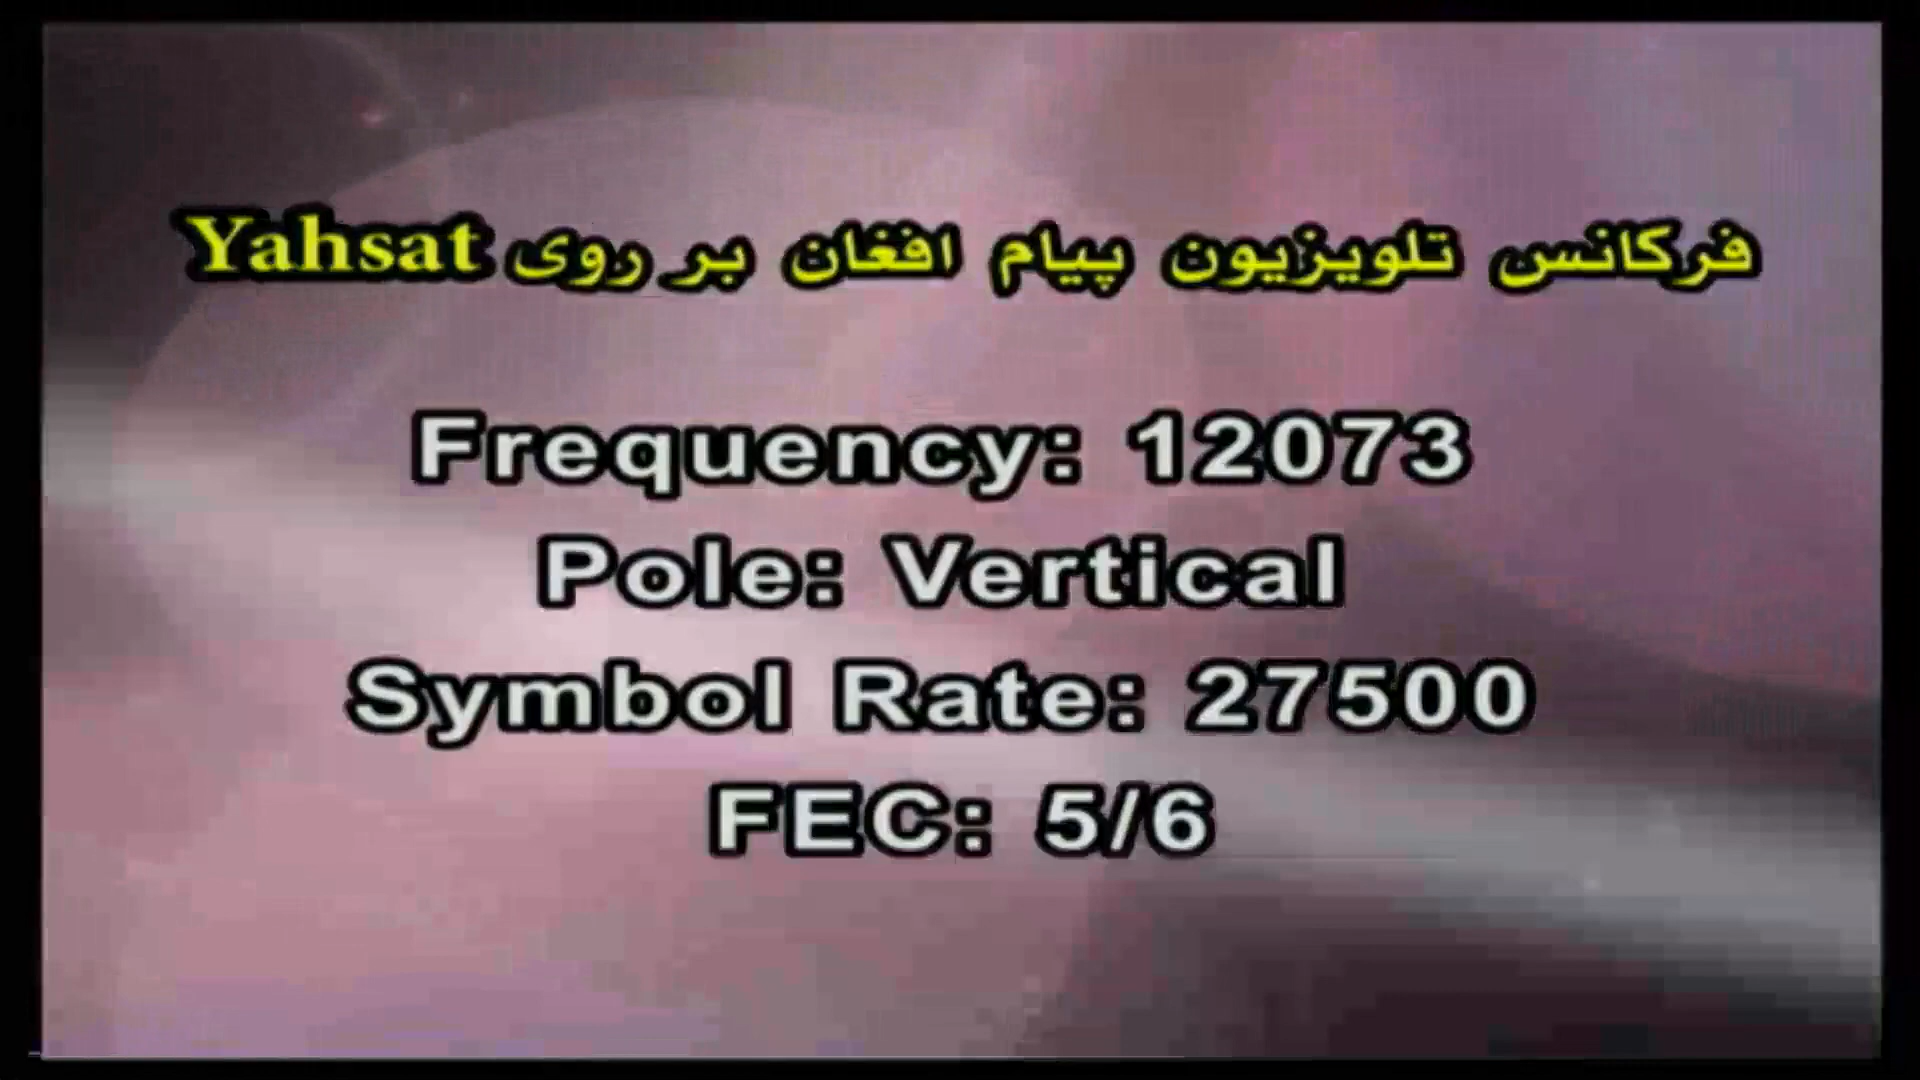 فرکانس تلویزیون پیام افغان بر روی Yahsat
Frequency: 12073
Pole: Vertical
Symbol Rate: 27500
FEC: 5/6